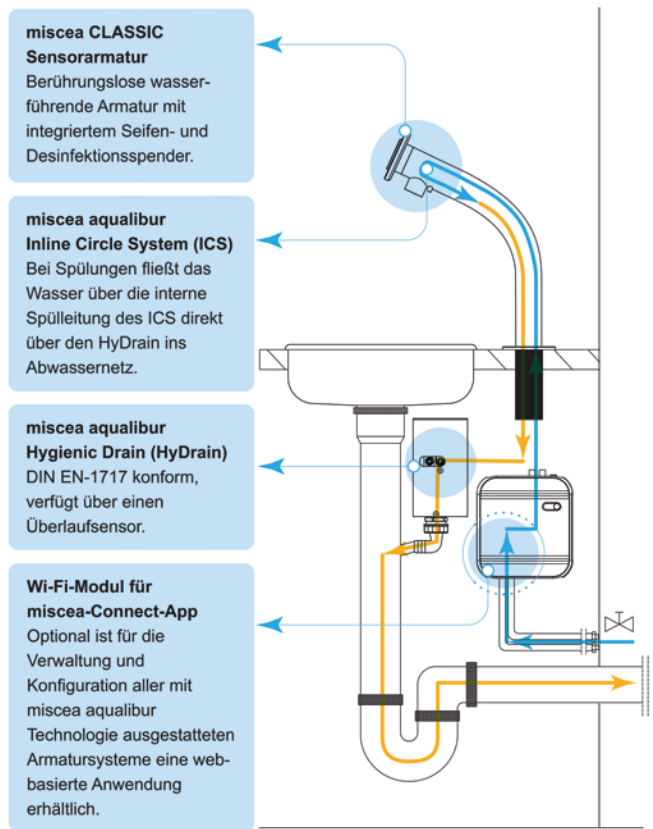 miscea CLASSIC
Sensorarmatur
Berührungslose wasser-
führende Armatur mit
integriertem Seifen- und
Desinfektionsspender.
miscea aqualibur
Inline Circle System (ICS)
Bei Spülungen fließt das
Wasser über die interne
Spülleitung des ICS direkt
über den HyDrain ins
Abwassernetz.
miscea aqualibur
Hygienic Drain (HyDrain)
DIN EN-1717 konform,
verfügt über einen
Überlaufsensor.
Wi-Fi-Modul für
miscea-Connect-App
Optional ist für die
Verwaltung und
Konfiguration aller mit
miscea aqualibur
Technologie ausgestatteten
Armatursysteme eine web-
basierte Anwendung
erhältlich.